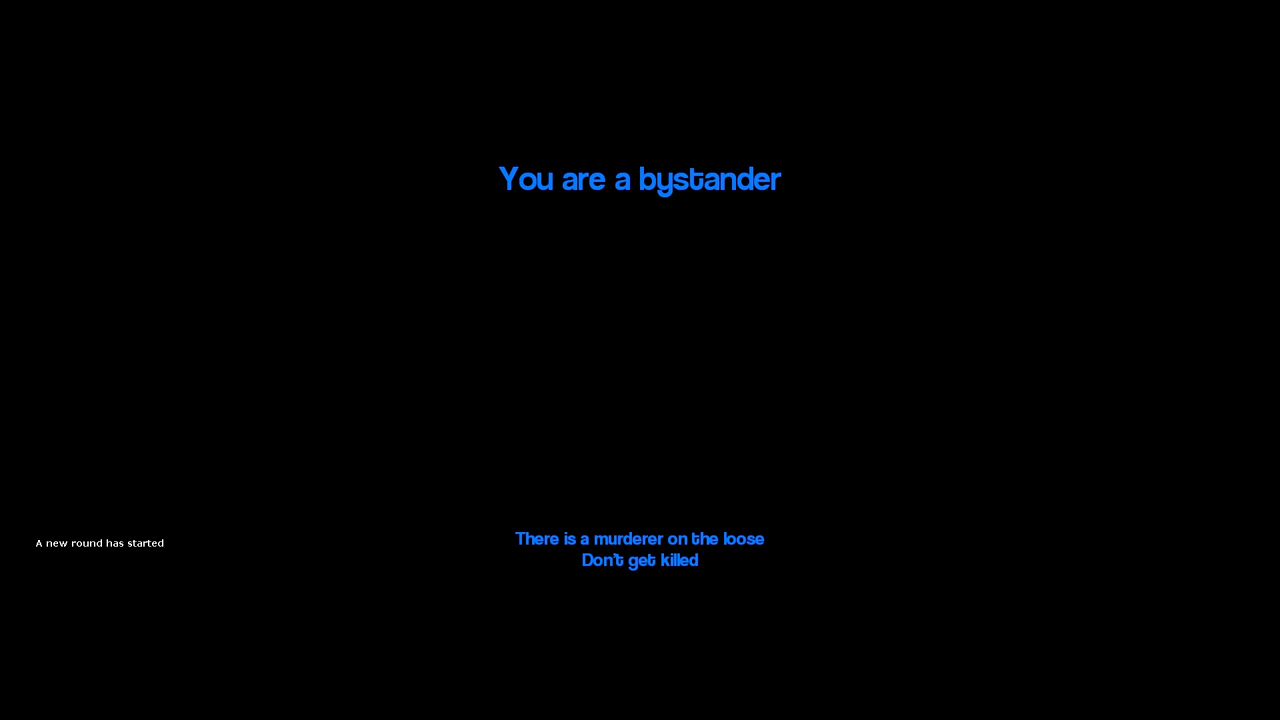 You are a bystander
A new round has started
There is a murderer on the loose
Don't get killed